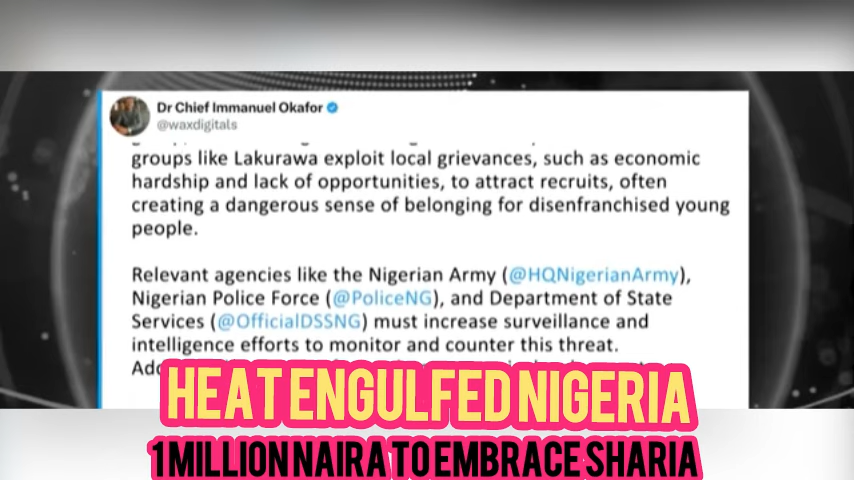 Dr Chief Immanuel Okafor
@waxdigitals
groups like Lakurawa exploit local grievances, such as economic
hardship and lack of opportunities, to attract recruits, often
creating a dangerous sense of belonging for disenfranchised young
people.
Relevant agencies like the Nigerian Army (@HQNigerianArmy),
Nigerian Police Force (@PoliceNG), and Department of State
Services (@OfficialDSSNG) must increase surveillance and
intelligence efforts to monitor and counter this threat.
HEAT ENGULFED NIGERIA
1 MILLION NAIRA TO EMBRACE SHARIA